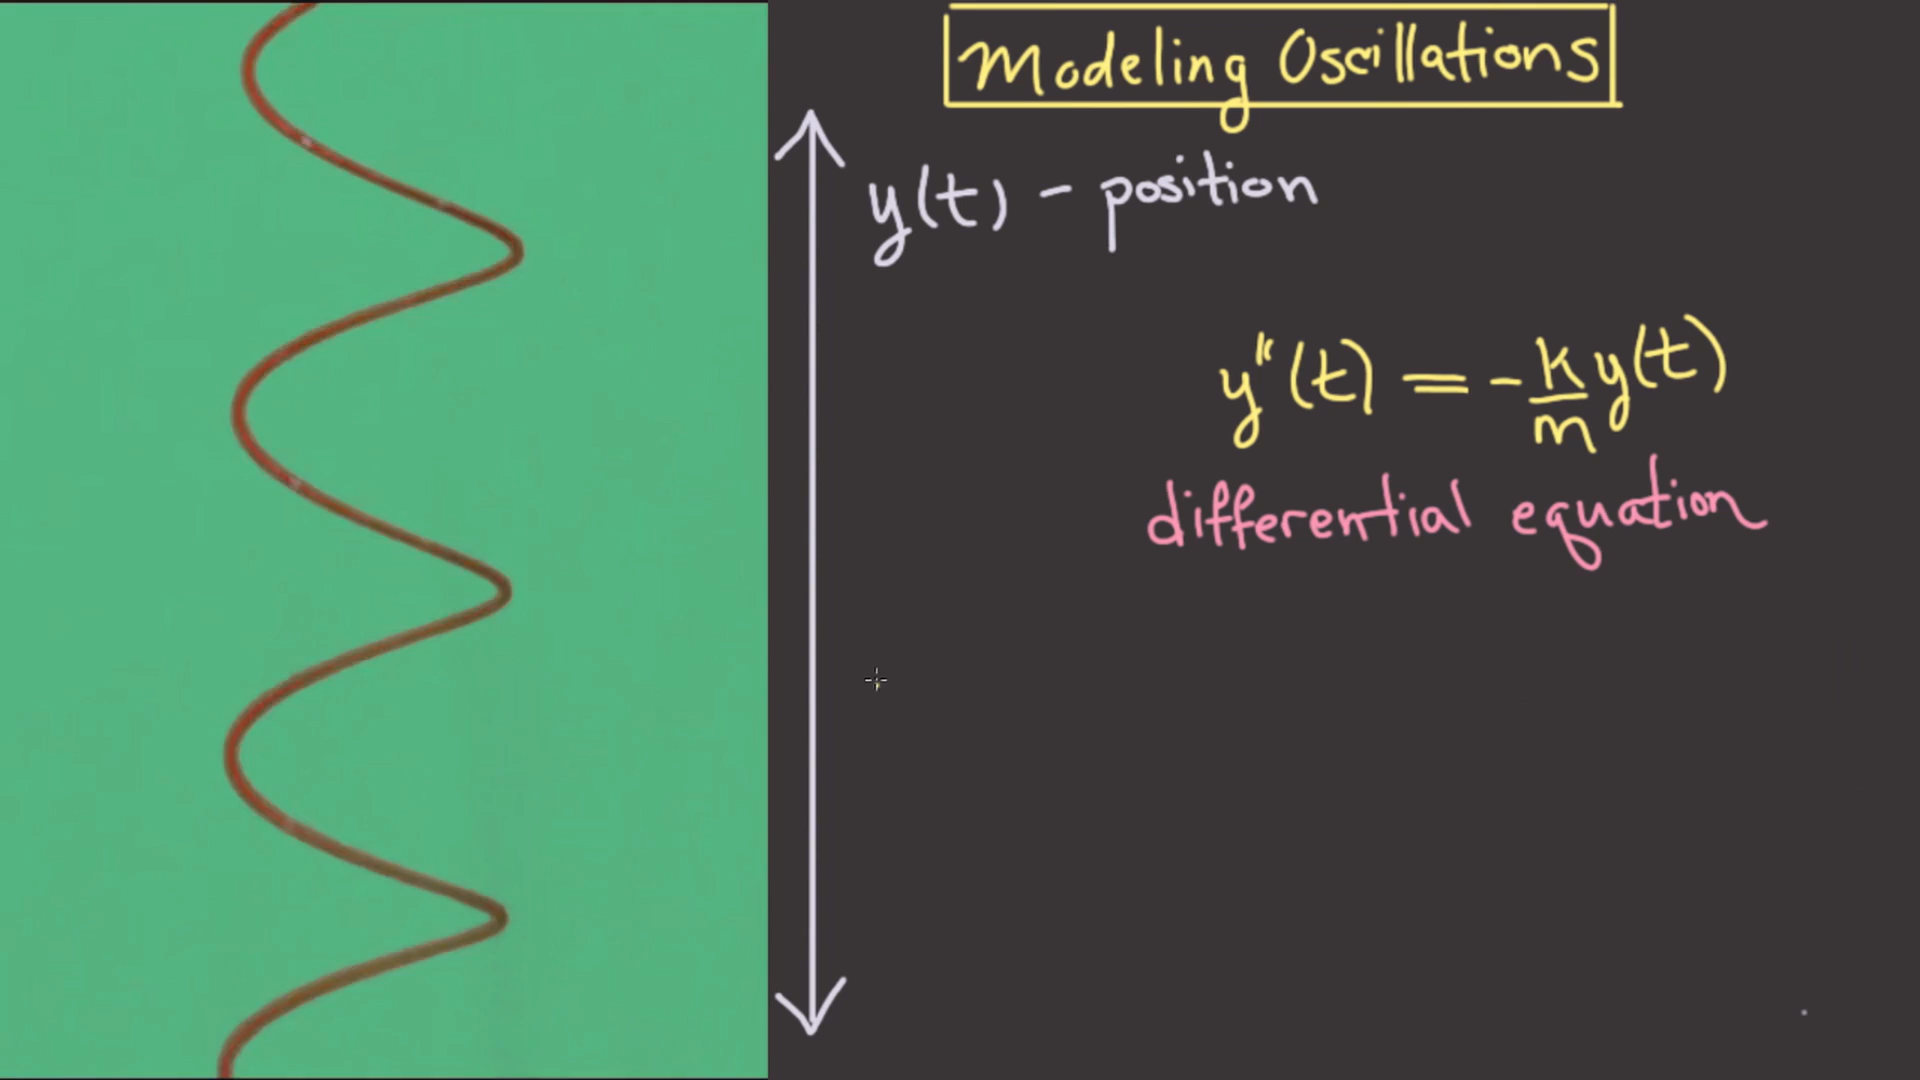 Modeling Oscillations
y(t) - position
y"(t) = -k/m y(t)
differential equation